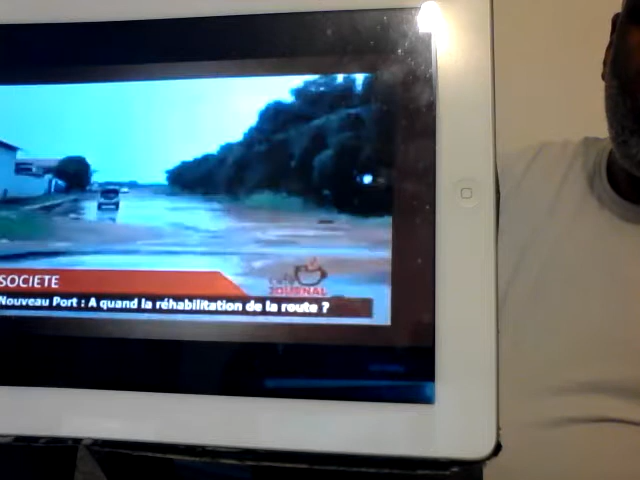 SOCIETE
JOURNAL
Nouveau Port : A quand la réhabilitation de la route ?